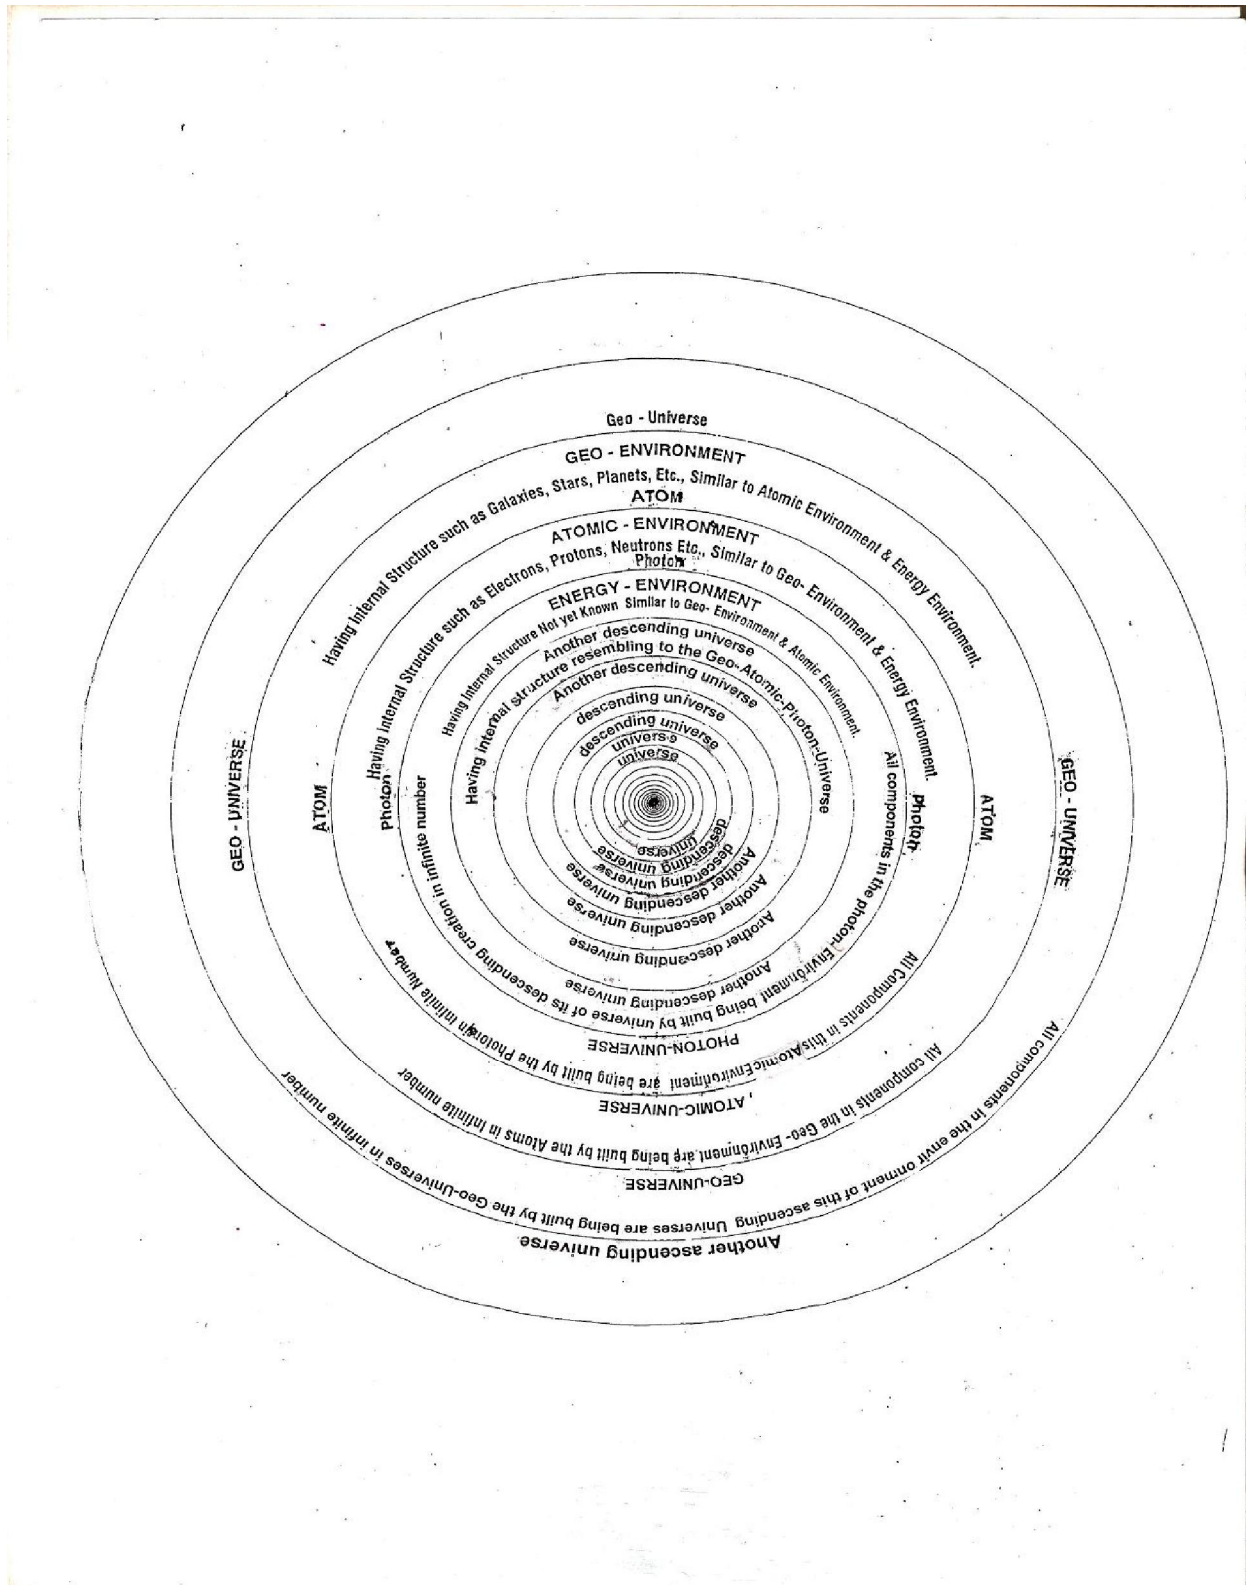 Geo - Universe
GEO - ENVIRONMENT
Having Internal Structure such as Galaxies, Stars, Planets, Etc., Similar to Atomic Environment & Energy Environment.
ATOM
ATOMIC - ENVIRONMENT
Having Internal Structure such as Electrons, Protons, Neutrons Etc., Similar to Geo- Environment & Energy Environment.
Photon
ENERGY - ENVIRONMENT
Having Internal Structure Not yet Known Similar to Geo- Environment & Atomic Environment.
Another descending universe
Having internal structure resembling to the Geo-Atomic-Photon-Universe
Another descending universe
descending universe
descending universe
universe
universe
GEO - UNIVERSE
ATOM
Photon
Photon
ATOM
GEO - UNIVERSE
Universe
descending universe
descending universe
Another descending universe
Another descending universe
Another descending universe
Another descending universe
All components in the photon-Environment being built by universe of its descending creation in infinite number
PHOTON-UNIVERSE
All Components in this Atomic Environment are being built by the Photons in Infinite Number
ATOMIC-UNIVERSE
All components in the Geo- Environment are being built by the Atoms in Infinite number
GEO-UNIVERSE
All components in the envir onment of this ascending Universes are being built by the Geo-Universes in infinite number
Another ascending universe